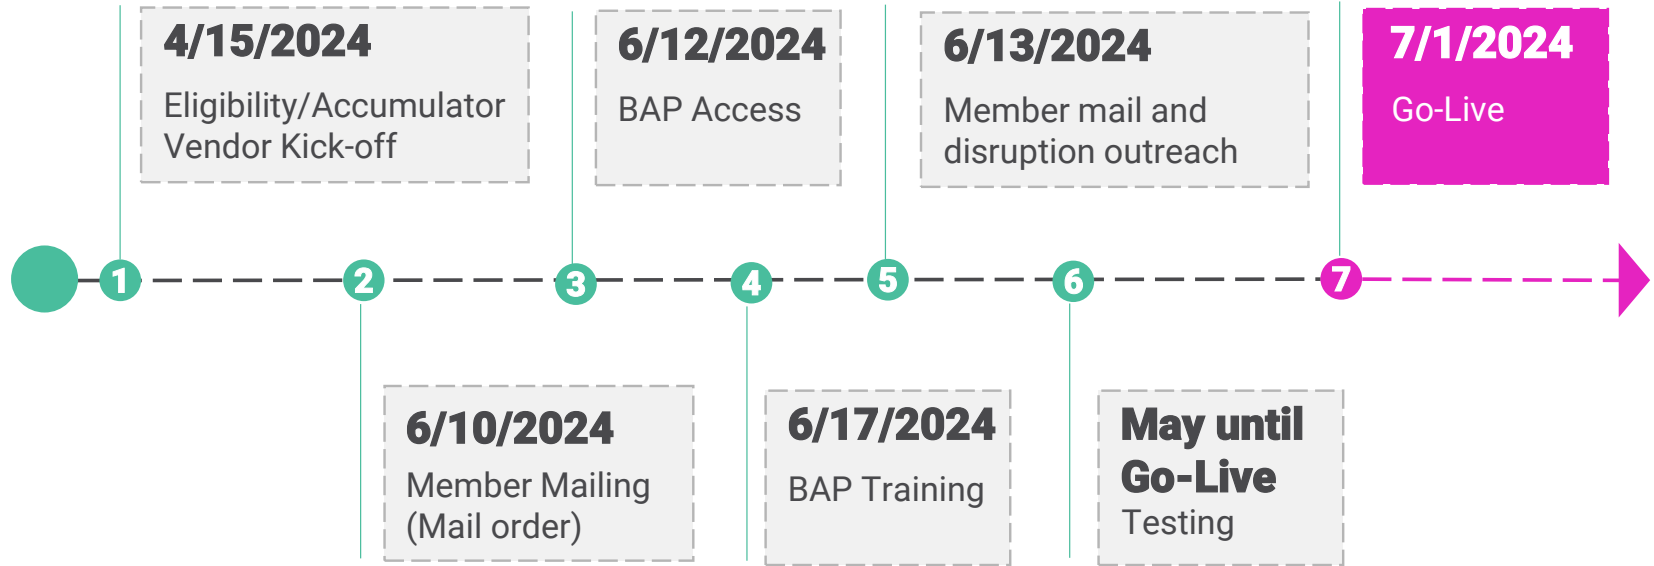 4/15/2024
Eligibility/Accumulator
Vendor Kick-off
6/12/2024
BAP Access
6/13/2024
Member mail and
disruption outreach
7/1/2024
Go-Live
1
2
3
4
5
6
7
6/10/2024
Member Mailing
(Mail order)
6/17/2024
BAP Training
May until
Go-Live
Testing